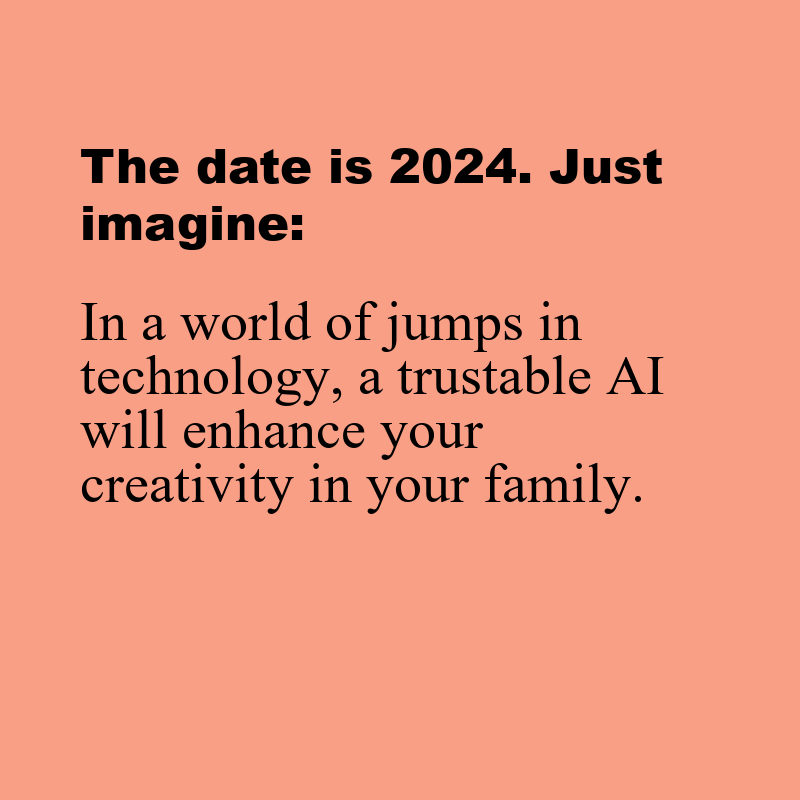 The date is 2024. Just
imagine:
In a world of jumps in
technology, a trustable AI
will enhance your
creativity in your family.